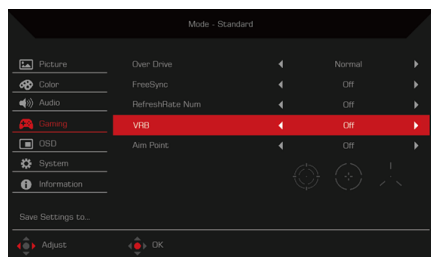 Mode - Standard
Picture
Over Drive Normal
Color
FreeSync Off
Audio
RefreshRate Num Off
Gaming
VRB Off
OSD
Aim Point Off
System
Information
Save Settings to...
Adjust OK